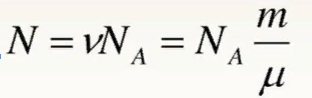 N = νN_A = N_A m/μ